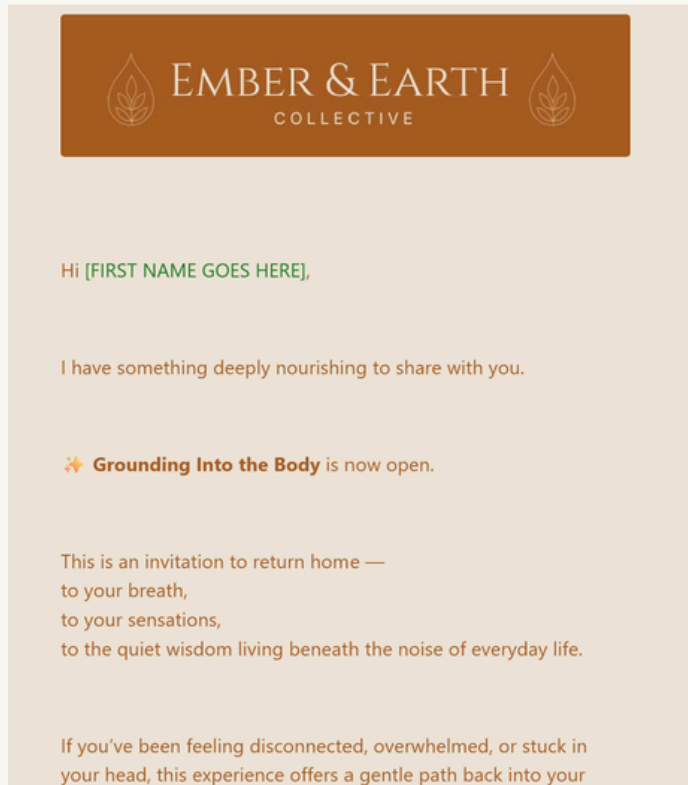 EMBER & EARTH
COLLECTIVE
Hi [FIRST NAME GOES HERE],
I have something deeply nourishing to share with you.
✨ Grounding Into the Body is now open.
This is an invitation to return home —
to your breath,
to your sensations,
to the quiet wisdom living beneath the noise of everyday life.
If you’ve been feeling disconnected, overwhelmed, or stuck in
your head, this experience offers a gentle path back into your